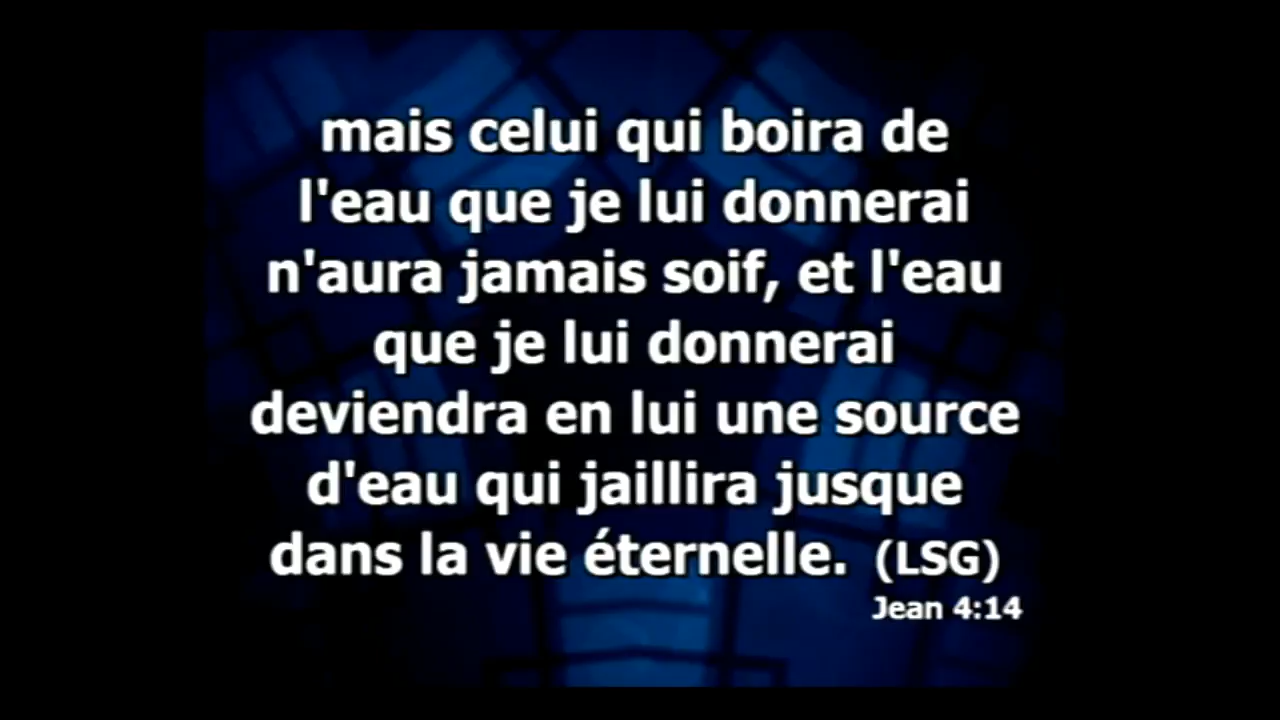 mais celui qui boira de
l'eau que je lui donnerai
n'aura jamais soif, et l'eau
que je lui donnerai
deviendra en lui une source
d'eau qui jaillira jusque
dans la vie éternelle. (LSG)
Jean 4:14